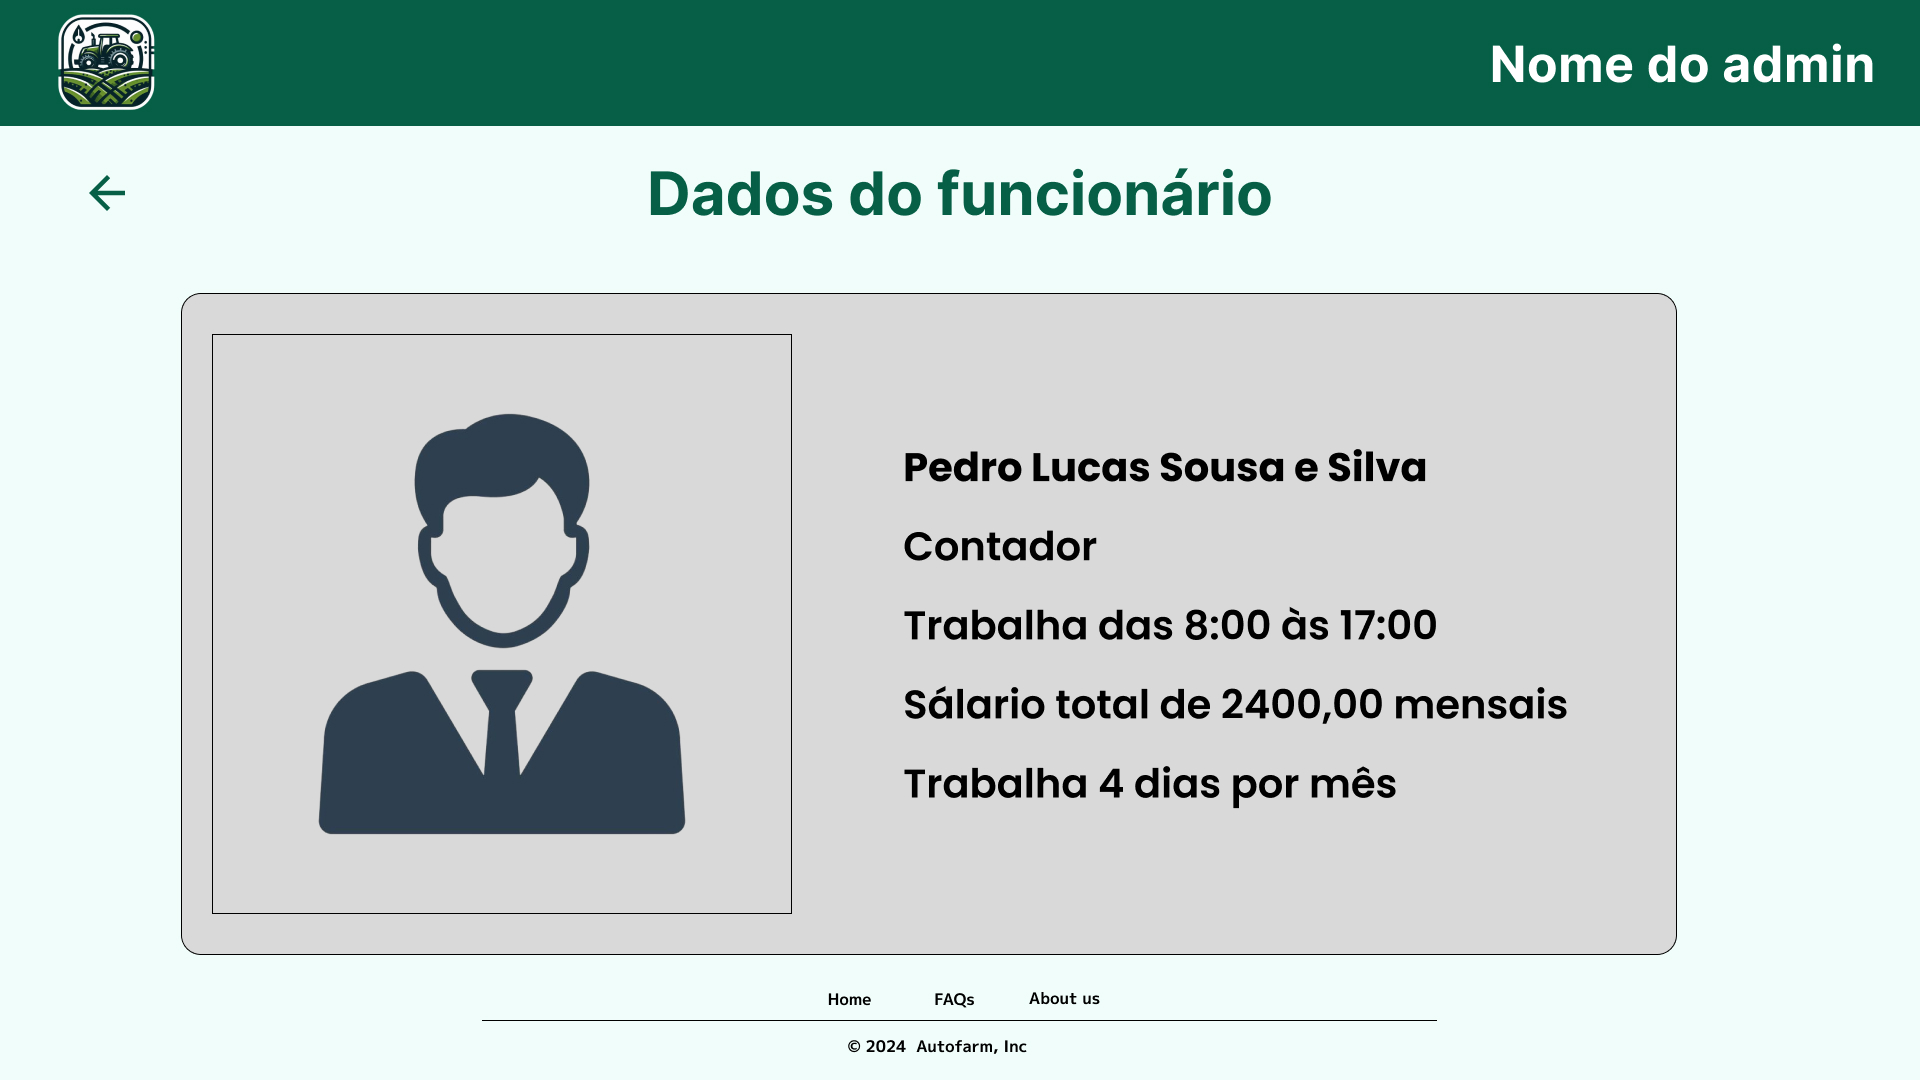 Nome do admin
Dados do funcionário
Pedro Lucas Sousa e Silva
Contador
Trabalha das 8:00 às 17:00
Sálario total de 2400,00 mensais
Trabalha 4 dias por mês
Home FAQs About us
© 2024 Autofarm, Inc